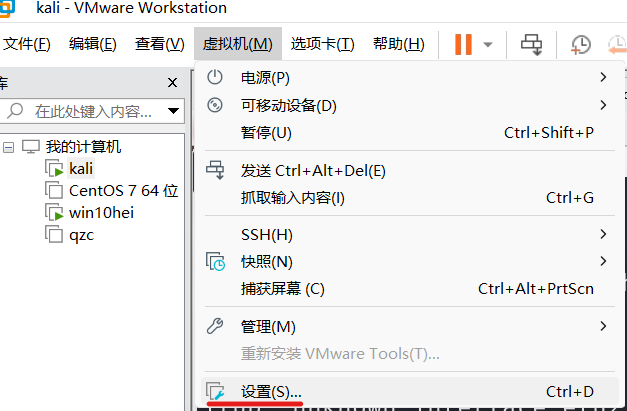 kali - VMware Workstation
文件(F) 编辑(E) 查看(V) 虚拟机(M) 选项卡(T) 帮助(H)
库
在此处键入内容...
我的计算机
kali
CentOS 7 64 位
win10hei
qzc
电源(P)
可移动设备(D)
暂停(U) Ctrl+Shift+P
发送 Ctrl+Alt+Del(E)
抓取输入内容(I) Ctrl+G
SSH(H)
快照(N)
捕获屏幕 (C) Ctrl+Alt+PrtScn
管理(M)
重新安装 VMware Tools(T)...
设置(S)... Ctrl+D